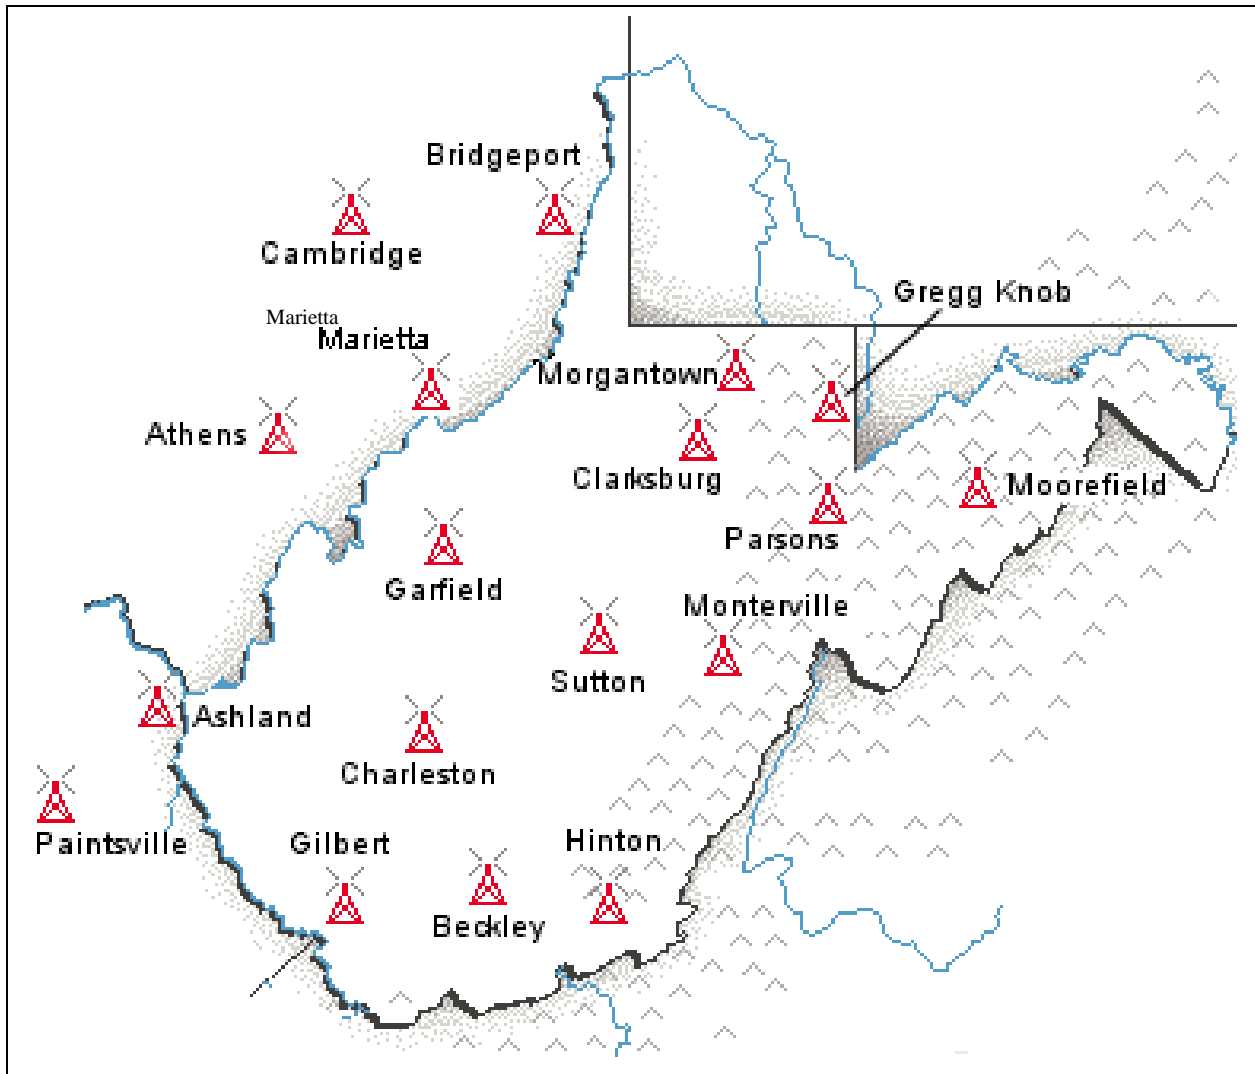 Bridgeport
Cambridge
Gregg Knob
Marietta
Marietta
Morgantown
Athens
Clarksburg
Moorefield
Parsons
Garfield
Monterville
Sutton
Ashland
Charleston
Paintsville
Gilbert
Hinton
Beckley